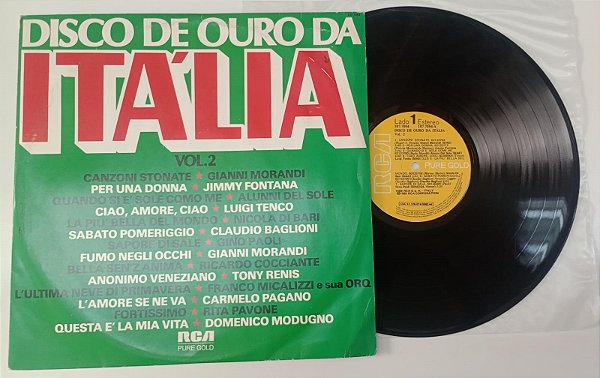 DISCO DE OURO DA
ITÁLIA
VOL.2
CANZONI STONATE ★ GIANNI MORANDI
PER UNA DONNA ★ JIMMY FONTANA
QUANDO SI E' SOLE COME ME ★ ALUNNI DEL SOLE
CIAO, AMORE, CIAO ★ LUIGI TENCO
LA PIU' BELLA DEL MONDO ★ NICOLA DI BARI
SABATO POMERIGGIO ★ CLAUDIO BAGLIONI
SAPORE DI SALE ★ GINO PAOLI
FUMO NEGLI OCCHI ★ GIANNI MORANDI
BELLA SENZ'ANIMA ★ RICARDO COCCIANTE
ANONIMO VENEZIANO ★ TONY RENIS
L'ULTIMA NEVE DI PRIMAVERA ★ FRANCO MICALIZZI e sua ORQ
L'AMORE SE NE VA ★ CARMELO PAGANO
FORTISSIMO ★ RITA PAVONE
QUESTA E' LA MIA VITA ★ DOMENICO MODUGNO
RCA
PURE GOLD
Lado 1 Estereo
DISCO DE OURO DA ITÁLIA
Vol. 2
RCA
PURE GOLD